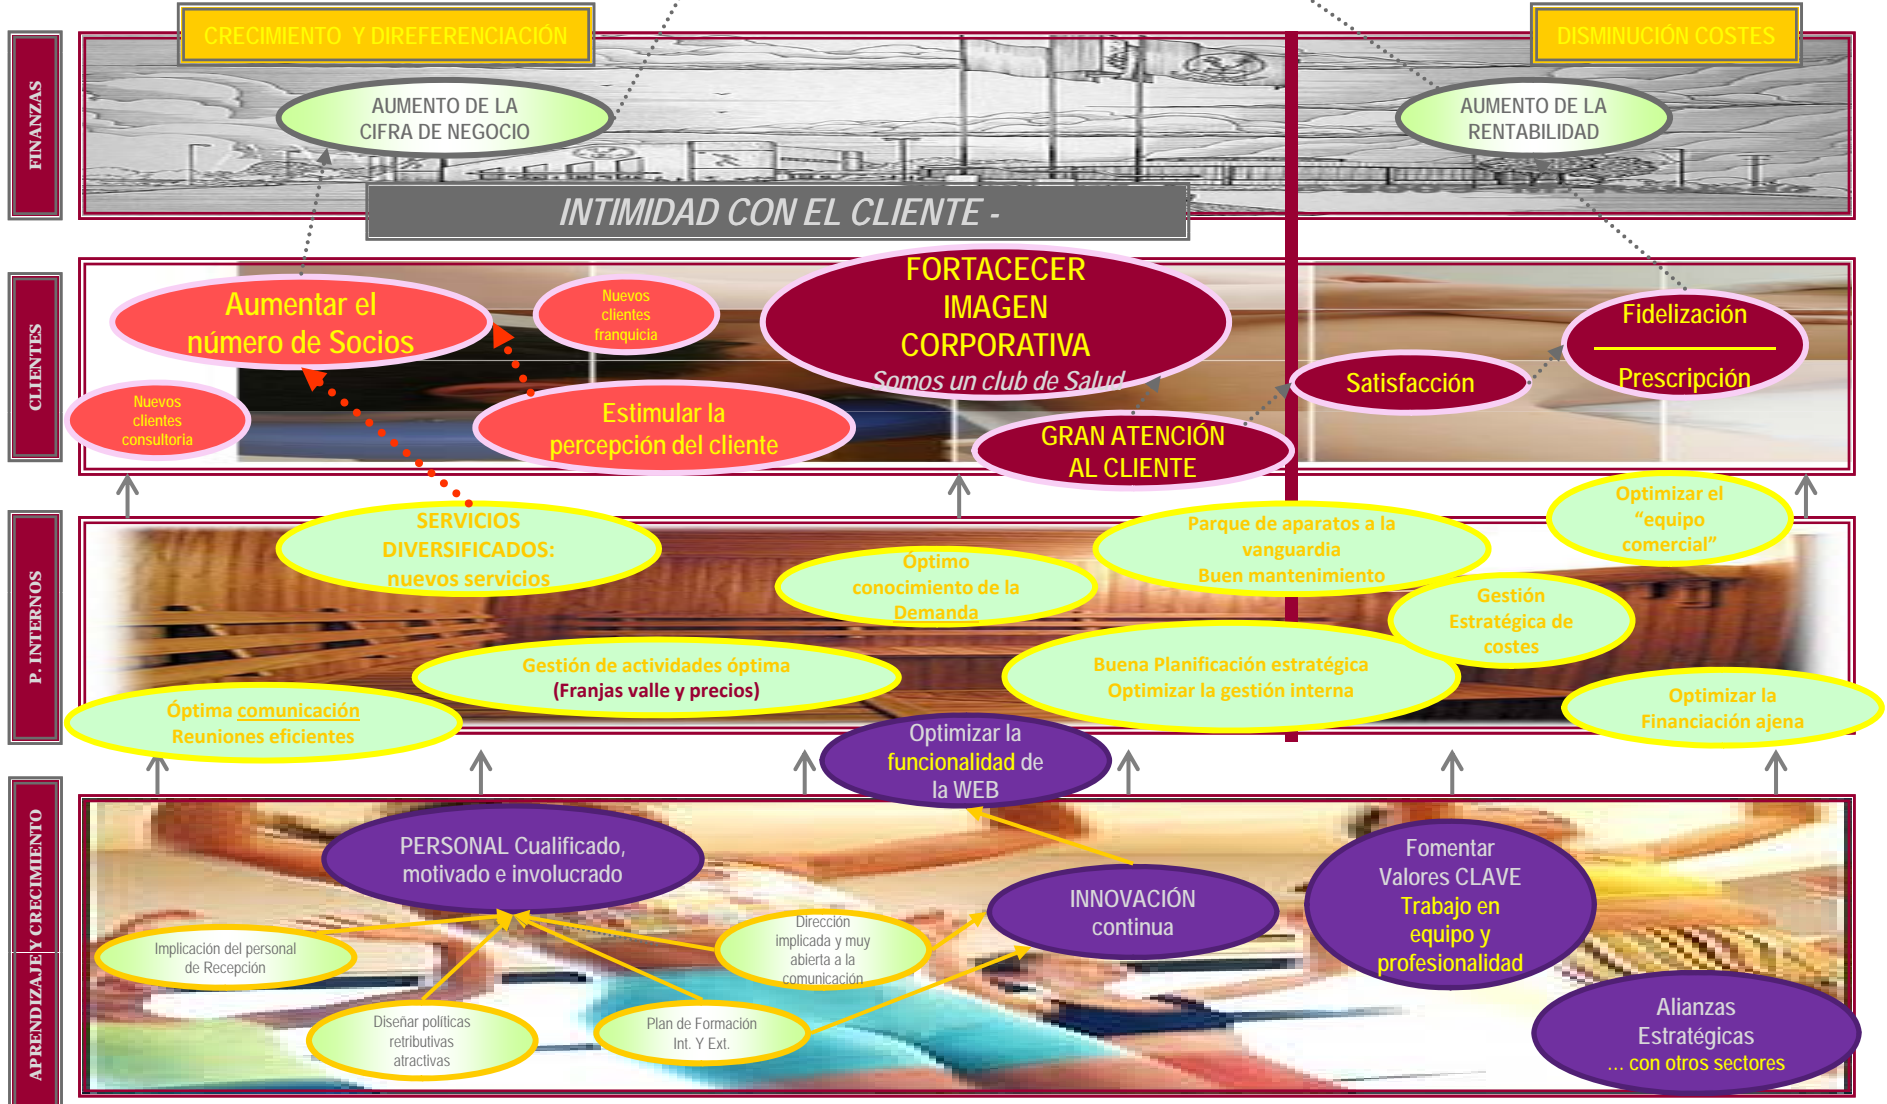 CRECIMIENTO Y DIREFERENCIACIÓN
DISMINUCIÓN COSTES
FINANZAS
AUMENTO DE LA
CIFRA DE NEGOCIO
AUMENTO DE LA
RENTABILIDAD
INTIMIDAD CON EL CLIENTE -
CLIENTES
Aumentar el
número de Socios
Nuevos
clientes
franquicia
FORTACECER
IMAGEN
CORPORATIVA
Somos un club de Salud
Fidelización
Prescripción
Satisfacción
Nuevos
clientes
consultoria
Estimular la
percepción del cliente
GRAN ATENCIÓN
AL CLIENTE
P. INTERNOS
SERVICIOS
DIVERSIFICADOS:
nuevos servicios
Óptimo
conocimiento de la
Demanda
Parque de aparatos a la
vanguardia
Buen mantenimiento
Optimizar el
“equipo
comercial”
Gestión
Estratégica de
costes
Gestión de actividades óptima
(Franjas valle y precios)
Buena Planificación estratégica
Optimizar la gestión interna
Óptima comunicación
Reuniones eficientes
Optimizar la
Financiación ajena
APRENDIZAJE Y CRECIMIENTO
Optimizar la
funcionalidad de
la WEB
PERSONAL Cualificado,
motivado e involucrado
INNOVACIÓN
continua
Fomentar
Valores CLAVE
Trabajo en
equipo y
profesionalidad
Implicación del personal
de Recepción
Dirección
implicada y muy
abierta a la
comunicación
Diseñar políticas
retributivas
atractivas
Plan de Formación
Int. Y Ext.
Alianzas
Estratégicas
... con otros sectores